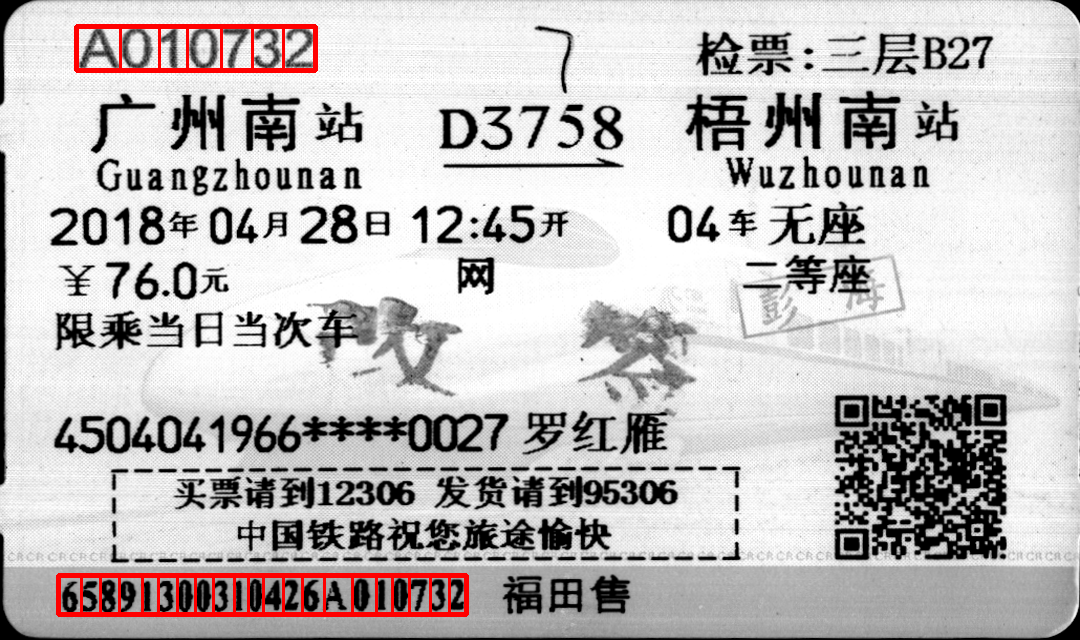 A010732
检票:三层B27
广州南站 D3758 梧州南站
Guangzhounan Wuzhounan
2018年04月28日 12:45开 04车 无座
¥76.0元 网 二等座
彭海
限乘当日当次车
改签
4504041966****0027 罗红雁
买票请到12306 发货请到95306
中国铁路祝您旅途愉快
65891300310426A010732 福田售